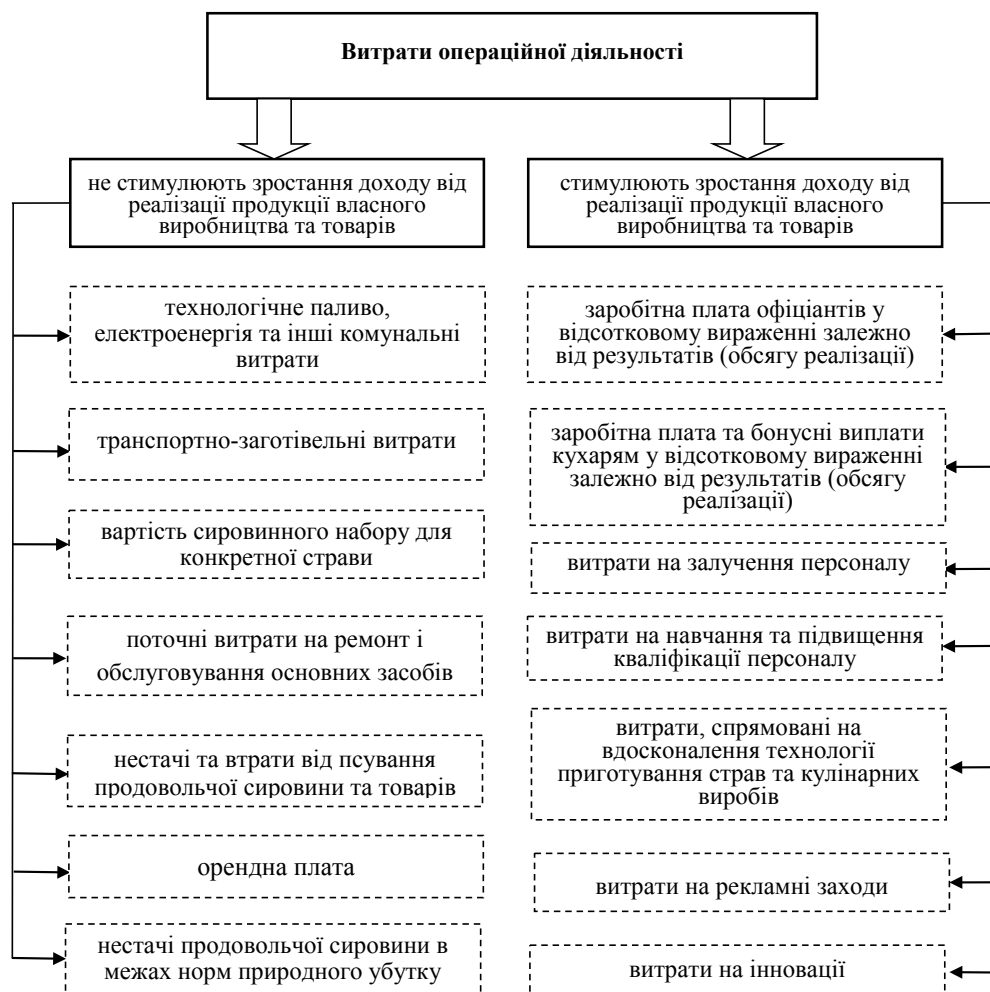 Витрати операційної діяльності
не стимулюють зростання доходу від
реалізації продукції власного
виробництва та товарів
технологічне паливо,
електроенергія та інші комунальні
витрати
транспортно-заготівельні витрати
вартість сировинного набору для
конкретної страви
поточні витрати на ремонт і
обслуговування основних засобів
нестачі та втрати від псування
продовольчої сировини та товарів
орендна плата
нестачі продовольчої сировини в
межах норм природного убутку
стимулюють зростання доходу від
реалізації продукції власного
виробництва та товарів
заробітна плата офіціантів у
відсотковому вираженні залежно
від результатів (обсягу реалізації)
заробітна плата та бонусні виплати
кухарям у відсотковому вираженні
залежно від результатів (обсягу
реалізації)
витрати на залучення персоналу
витрати на навчання та підвищення
кваліфікації персоналу
витрати, спрямовані на
вдосконалення технології
приготування страв та кулінарних
виробів
витрати на рекламні заходи
витрати на інновації